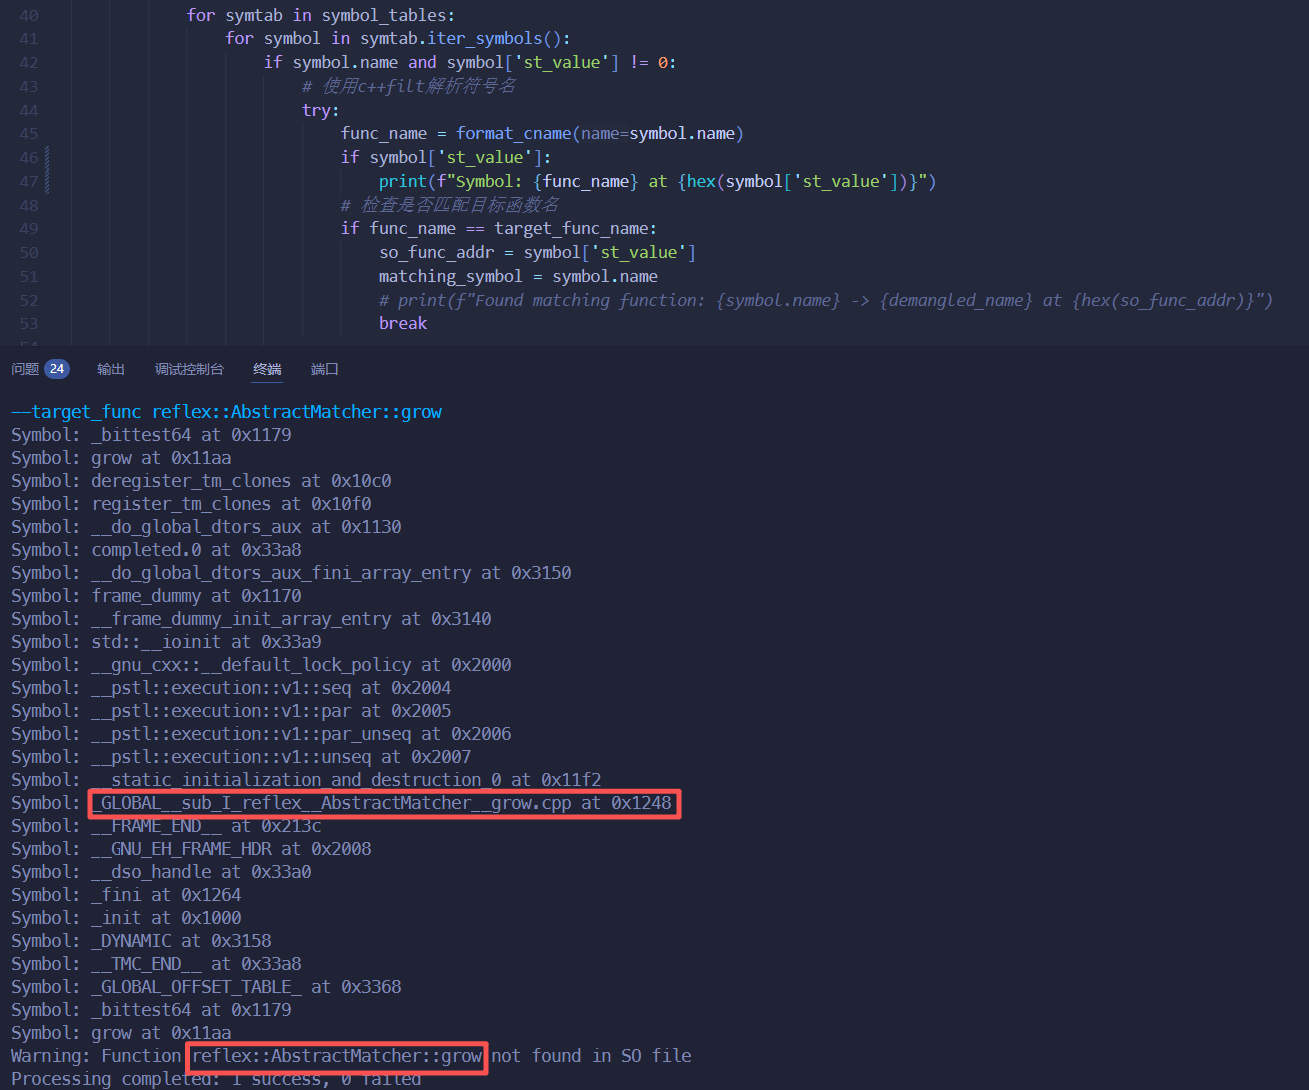 40 for symtab in symbol_tables:
41 for symbol in symtab.iter_symbols():
42 if symbol.name and symbol['st_value'] != 0:
43 # 使用c++filt解析符号名
44 try:
45 func_name = format_cname(name=symbol.name)
46 if symbol['st_value']:
47 print(f"Symbol: {func_name} at {hex(symbol['st_value'])}")
48 # 检查是否匹配目标函数名
49 if func_name == target_func_name:
50 so_func_addr = symbol['st_value']
51 matching_symbol = symbol.name
52 # print(f"Found matching function: {symbol.name} -> {demangled_name} at {hex(so_func_addr)}")
53 break
问题 24 输出 调试控制台 终端 端口
--target_func reflex::AbstractMatcher::grow
Symbol: _bittest64 at 0x1179
Symbol: grow at 0x11aa
Symbol: deregister_tm_clones at 0x10c0
Symbol: register_tm_clones at 0x10f0
Symbol: __do_global_dtors_aux at 0x1130
Symbol: completed.0 at 0x33a8
Symbol: __do_global_dtors_aux_fini_array_entry at 0x3150
Symbol: frame_dummy at 0x1170
Symbol: __frame_dummy_init_array_entry at 0x3140
Symbol: std::__ioinit at 0x33a9
Symbol: __gnu_cxx::__default_lock_policy at 0x2000
Symbol: __pstl::execution::v1::seq at 0x2004
Symbol: __pstl::execution::v1::par at 0x2005
Symbol: __pstl::execution::v1::par_unseq at 0x2006
Symbol: __pstl::execution::v1::unseq at 0x2007
Symbol: __static_initialization_and_destruction_0 at 0x11f2
Symbol: _GLOBAL__sub_I_reflex__AbstractMatcher__grow.cpp at 0x1248
Symbol: __FRAME_END__ at 0x213c
Symbol: __GNU_EH_FRAME_HDR at 0x2008
Symbol: __dso_handle at 0x33a0
Symbol: _fini at 0x1264
Symbol: _init at 0x1000
Symbol: _DYNAMIC at 0x3158
Symbol: __TMC_END__ at 0x33a8
Symbol: _GLOBAL_OFFSET_TABLE_ at 0x3368
Symbol: _bittest64 at 0x1179
Symbol: grow at 0x11aa
Warning: Function reflex::AbstractMatcher::grow not found in SO file
Processing completed: 1 success, 0 failed